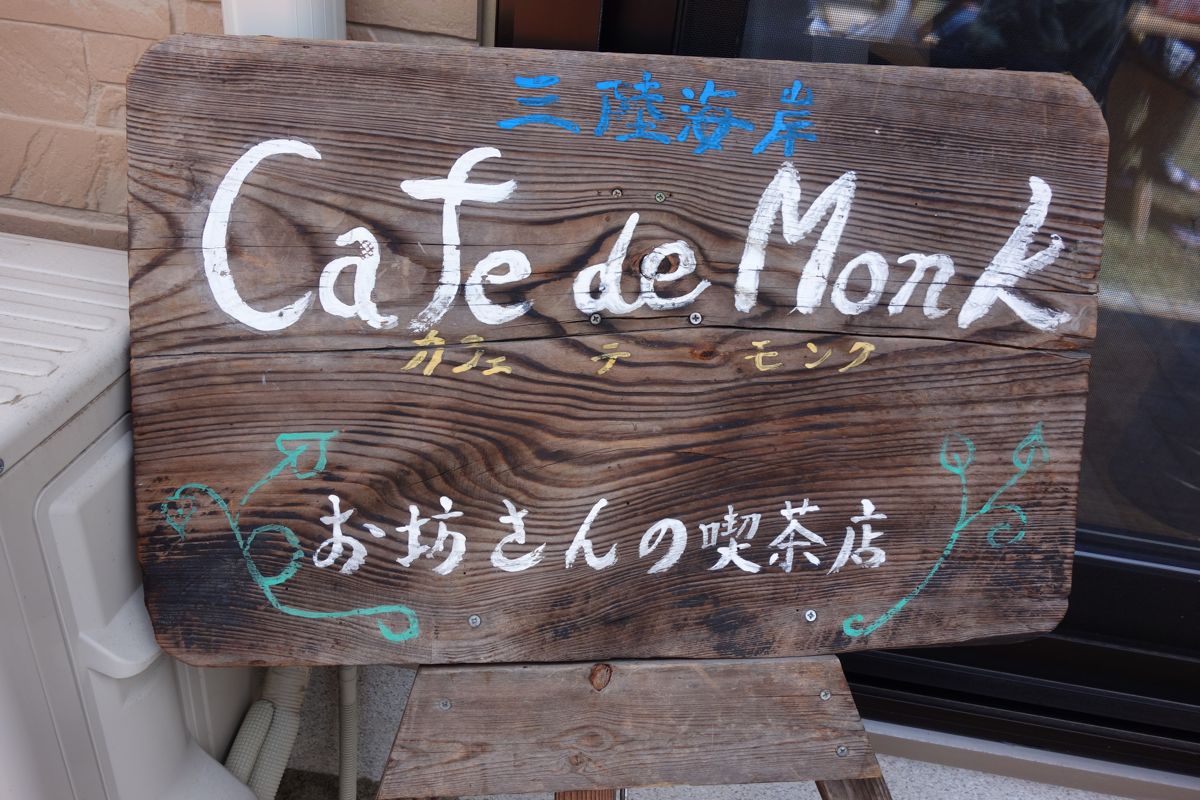 三陸海岸
Cafe de Monk
カフェ テ モンク
お坊さんの喫茶店